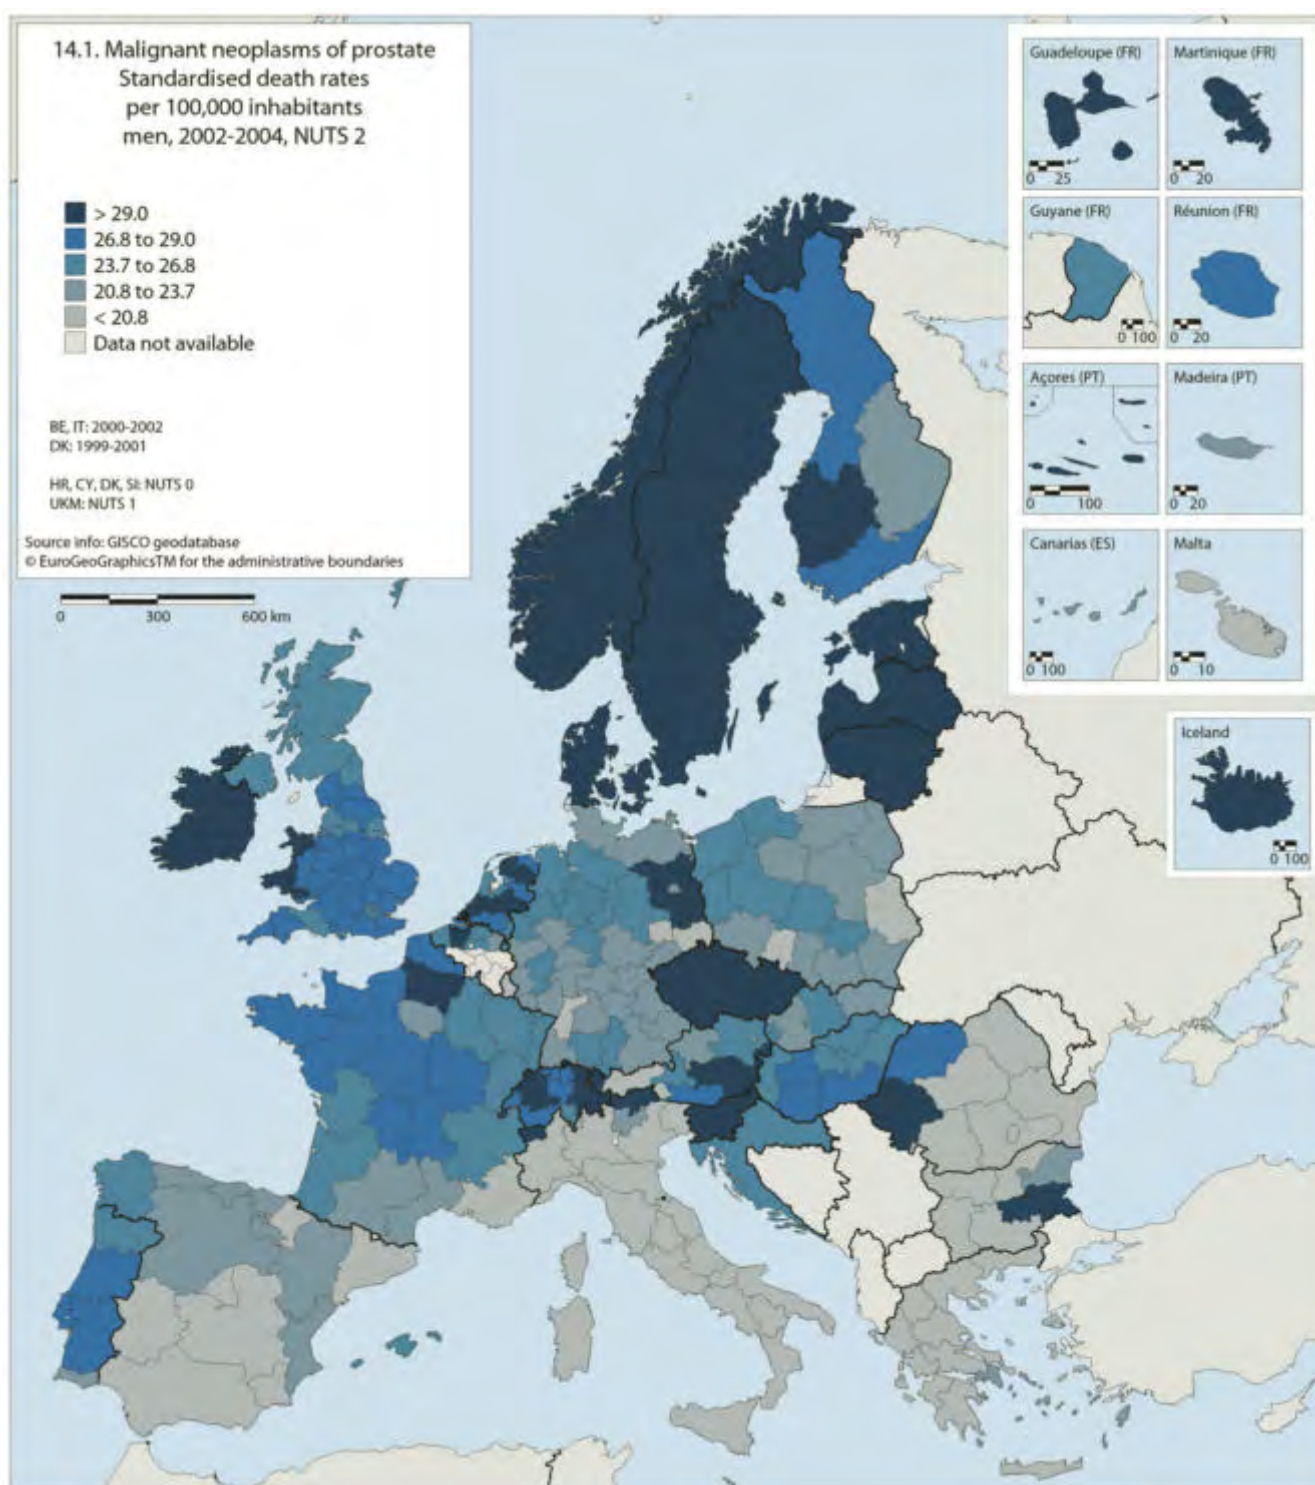 14.1. Malignant neoplasms of prostate
Standardised death rates
per 100,000 inhabitants
men, 2002-2004, NUTS 2
> 29.0
26.8 to 29.0
23.7 to 26.8
20.8 to 23.7
< 20.8
Data not available
BE, IT: 2000-2002
DK: 1999-2001
HR, CY, DK, SI: NUTS 0
UKM: NUTS 1
Source info: GISCO geodatabase
© EuroGeoGraphicsTM for the administrative boundaries
0 300 600 km
Guadeloupe (FR)
0 25
Martinique (FR)
0 20
Guyane (FR)
0 100
Réunion (FR)
0 20
Açores (PT)
0 100
Madeira (PT)
0 20
Canarias (ES)
0 100
Malta
0 10
Iceland
0 100